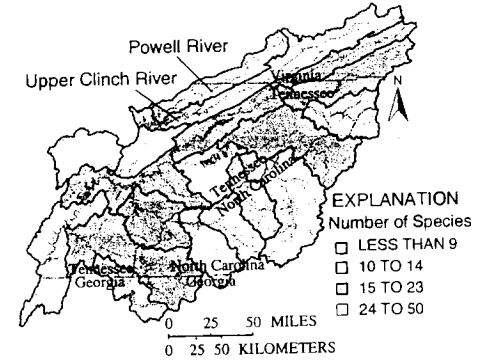 Powell River
Upper Clinch River
Virginia
Tennessee
N
Tennessee
North Carolina
EXPLANATION
Number of Species
LESS THAN 9
10 TO 14
15 TO 23
24 TO 50
Tennessee
Georgia
North Carolina
Georgia
0 25 50 MILES
0 25 50 KILOMETERS